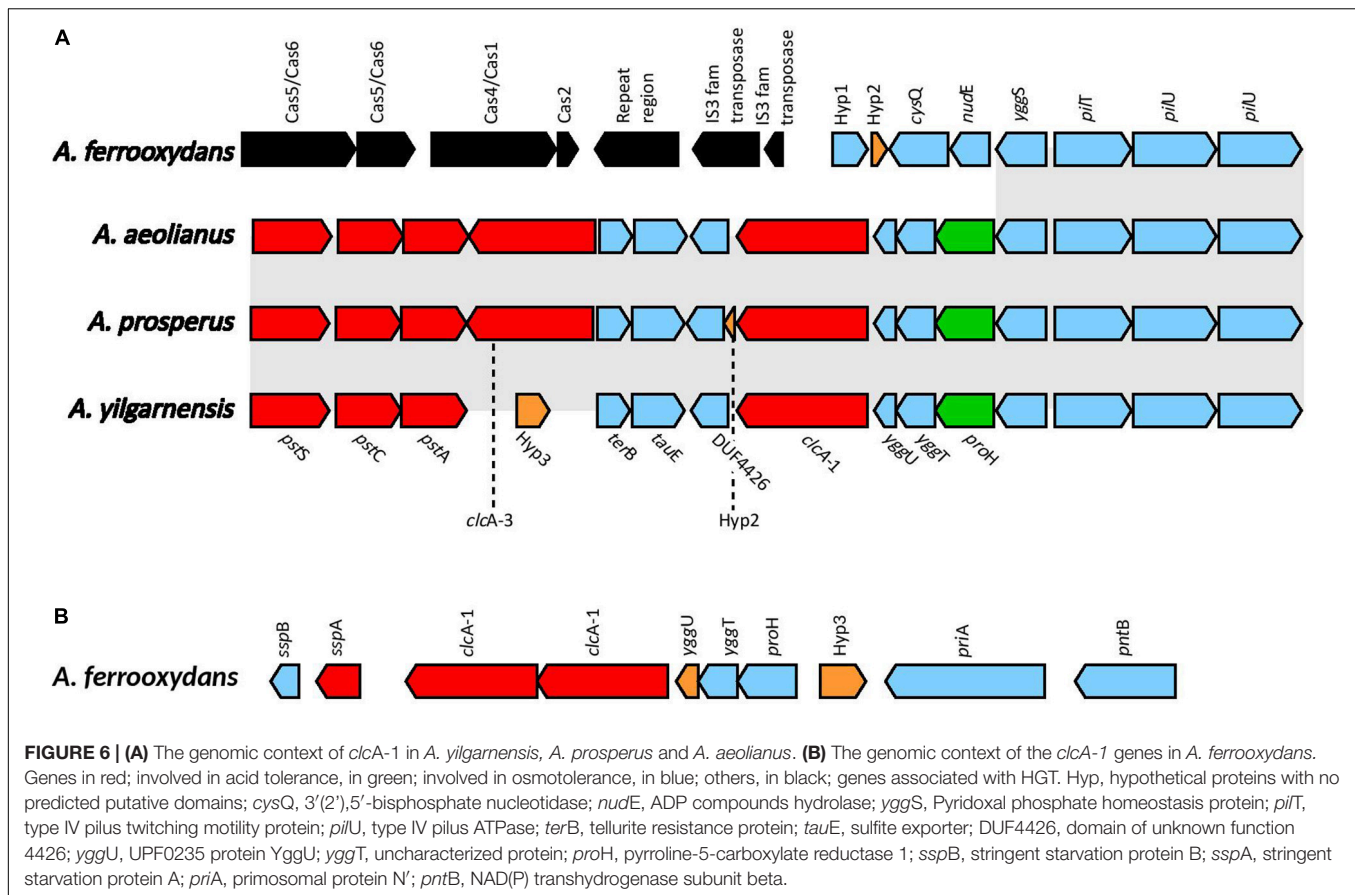 A
Cas5/Cas6
Cas5/Cas6
Cas4/Cas1
Cas2
Repeat
region
IS3 fam
transposase
IS3 fam
transposase
Hyp1
Hyp2
cysQ
nudE
yggS
pilT
pilU
pilU
A. ferrooxydans
A. aeolianus
A. prosperus
A. yilgarnensis
pstS
pstC
pstA
Hyp3
terB
tauE
DUF4426
clcA-1
yggU
yggT
proH
clcA-3
Hyp2
B
sspB
sspA
clcA-1
clcA-1
yggU
yggT
proH
Hyp3
priA
pntB
A. ferrooxydans
FIGURE 6 | (A) The genomic context of clcA-1 in A. yilgarnensis, A. prosperus and A. aeolianus. (B) The genomic context of the clcA-1 genes in A. ferrooxydans.
Genes in red; involved in acid tolerance, in green; involved in osmotolerance, in blue; others, in black; genes associated with HGT. Hyp, hypothetical proteins with no
predicted putative domains; cysQ, 3′(2'),5′-bisphosphate nucleotidase; nudE, ADP compounds hydrolase; yggS, Pyridoxal phosphate homeostasis protein; pilT,
type IV pilus twitching motility protein; pilU, type IV pilus ATPase; terB, tellurite resistance protein; tauE, sulfite exporter; DUF4426, domain of unknown function
4426; yggU, UPF0235 protein YggU; yggT, uncharacterized protein; proH, pyrroline-5-carboxylate reductase 1; sspB, stringent starvation protein B; sspA, stringent
starvation protein A; priA, primosomal protein N′; pntB, NAD(P) transhydrogenase subunit beta.